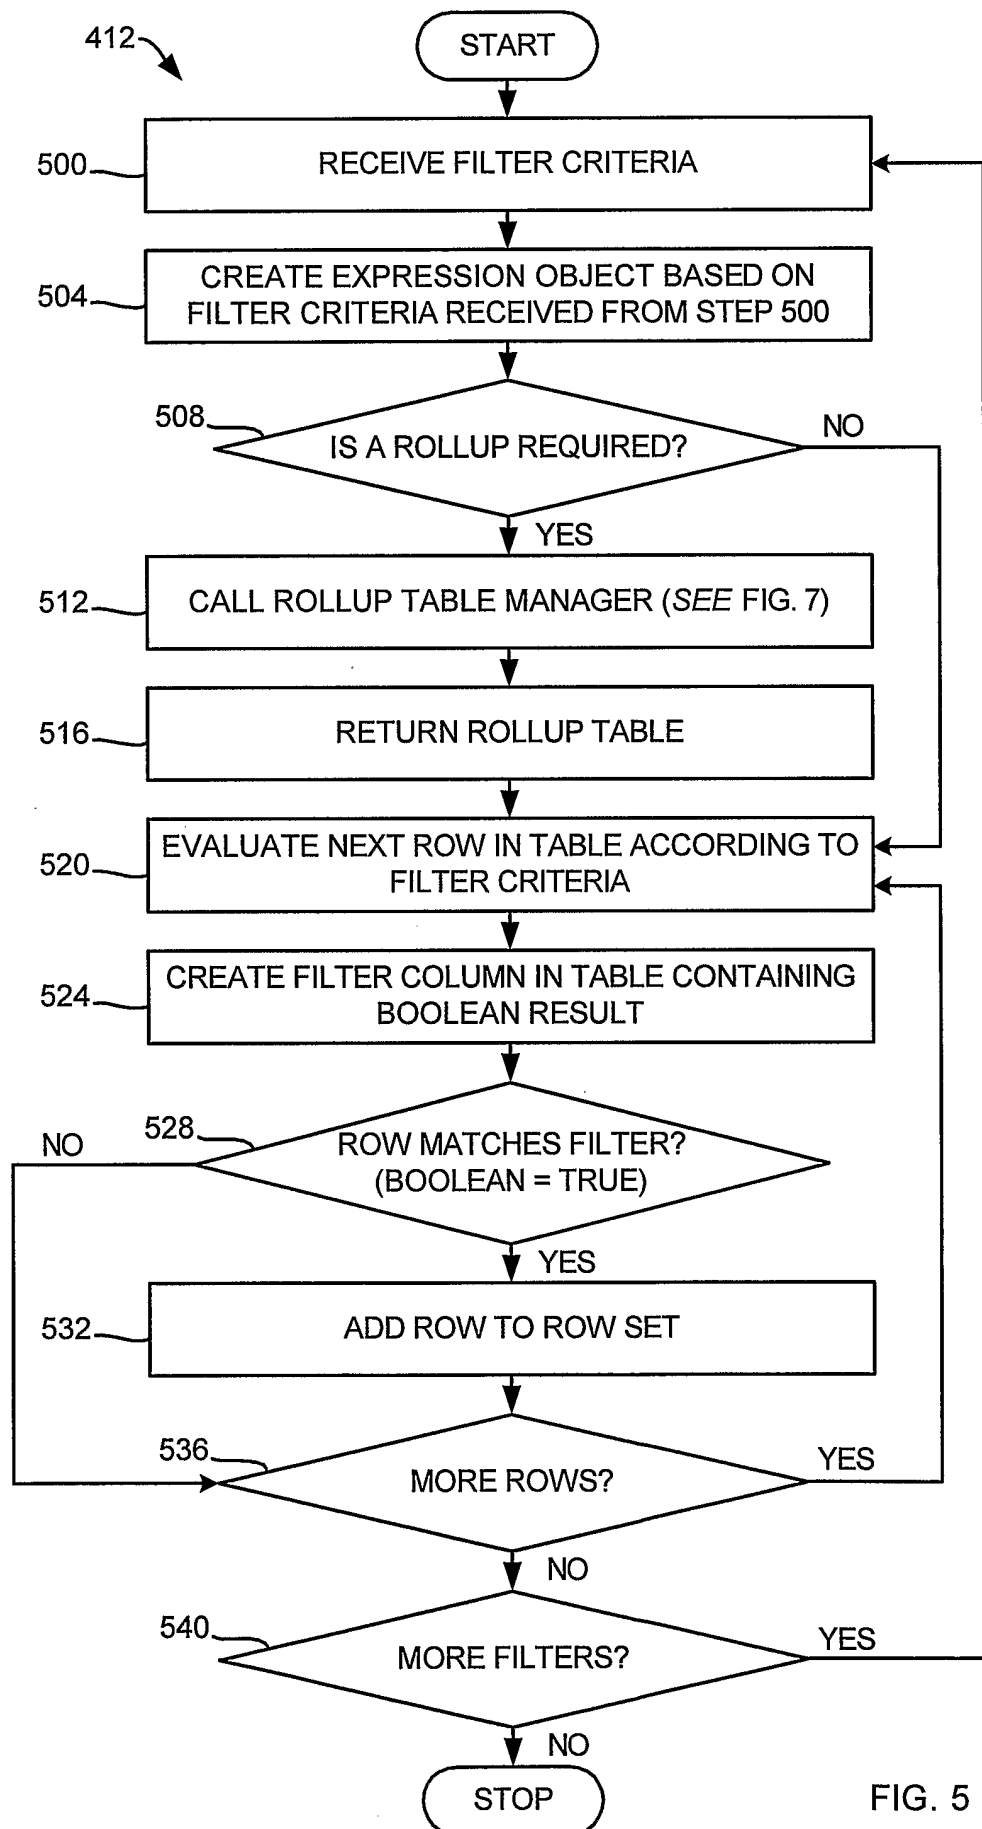 412
START
500
RECEIVE FILTER CRITERIA
504
CREATE EXPRESSION OBJECT BASED ON
FILTER CRITERIA RECEIVED FROM STEP 500
508
IS A ROLLUP REQUIRED?
NO
YES
512
CALL ROLLUP TABLE MANAGER (SEE FIG. 7)
516
RETURN ROLLUP TABLE
520
EVALUATE NEXT ROW IN TABLE ACCORDING TO
FILTER CRITERIA
524
CREATE FILTER COLUMN IN TABLE CONTAINING
BOOLEAN RESULT
528
NO
ROW MATCHES FILTER?
(BOOLEAN = TRUE)
YES
532
ADD ROW TO ROW SET
536
MORE ROWS?
YES
NO
540
MORE FILTERS?
YES
NO
STOP
FIG. 5